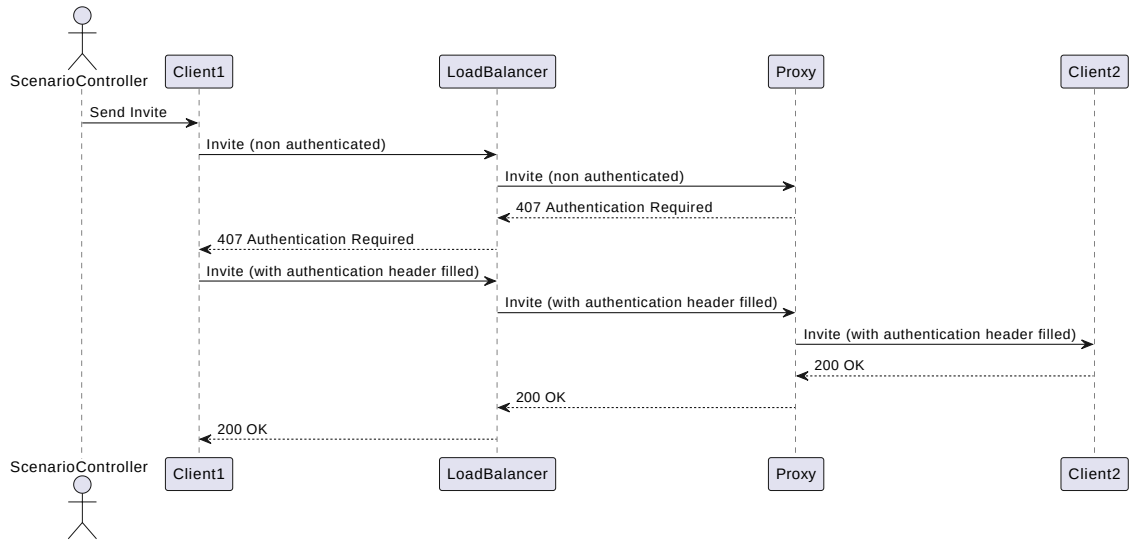 ScenarioController
Client1
LoadBalancer
Proxy
Client2
Send Invite
Invite (non authenticated)
Invite (non authenticated)
407 Authentication Required
407 Authentication Required
Invite (with authentication header filled)
Invite (with authentication header filled)
Invite (with authentication header filled)
200 OK
200 OK
200 OK
ScenarioController
Client1
LoadBalancer
Proxy
Client2